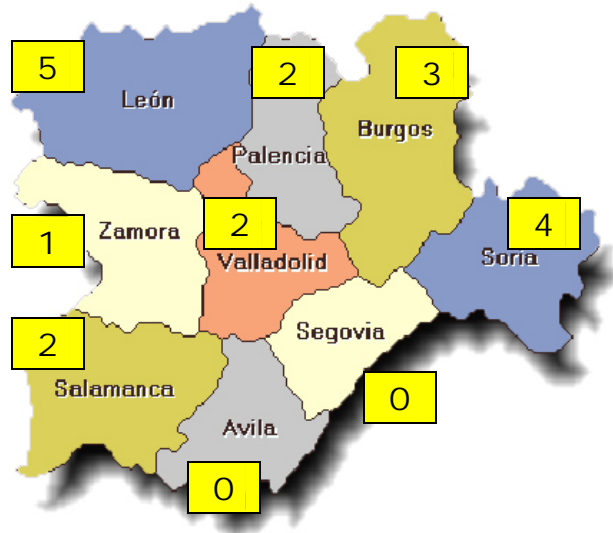 5
2
3
León
Palencia
Burgos
1
Zamora
2
4
Valladolid
Soria
2
Segovia
Salamanca
0
Avila
0